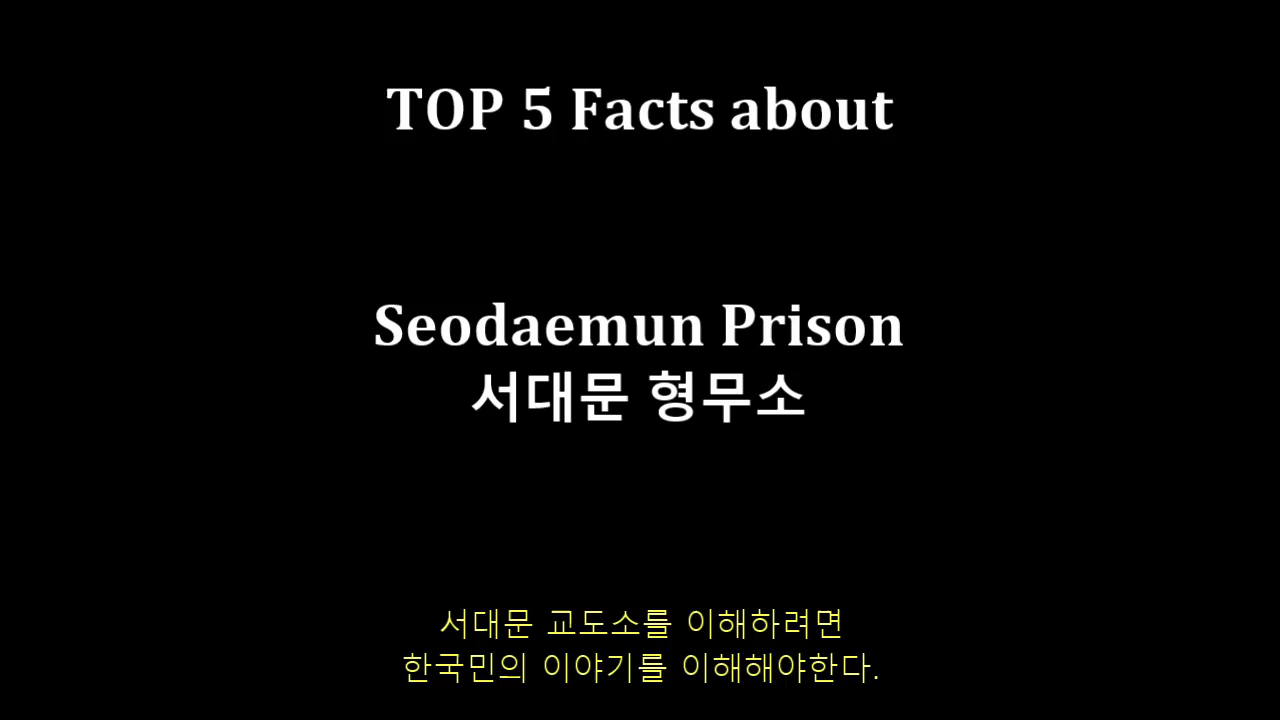 TOP 5 Facts about
Seodaemun Prison
서대문 형무소
서대문 교도소를 이해하려면
한국민의 이야기를 이해해야한다.